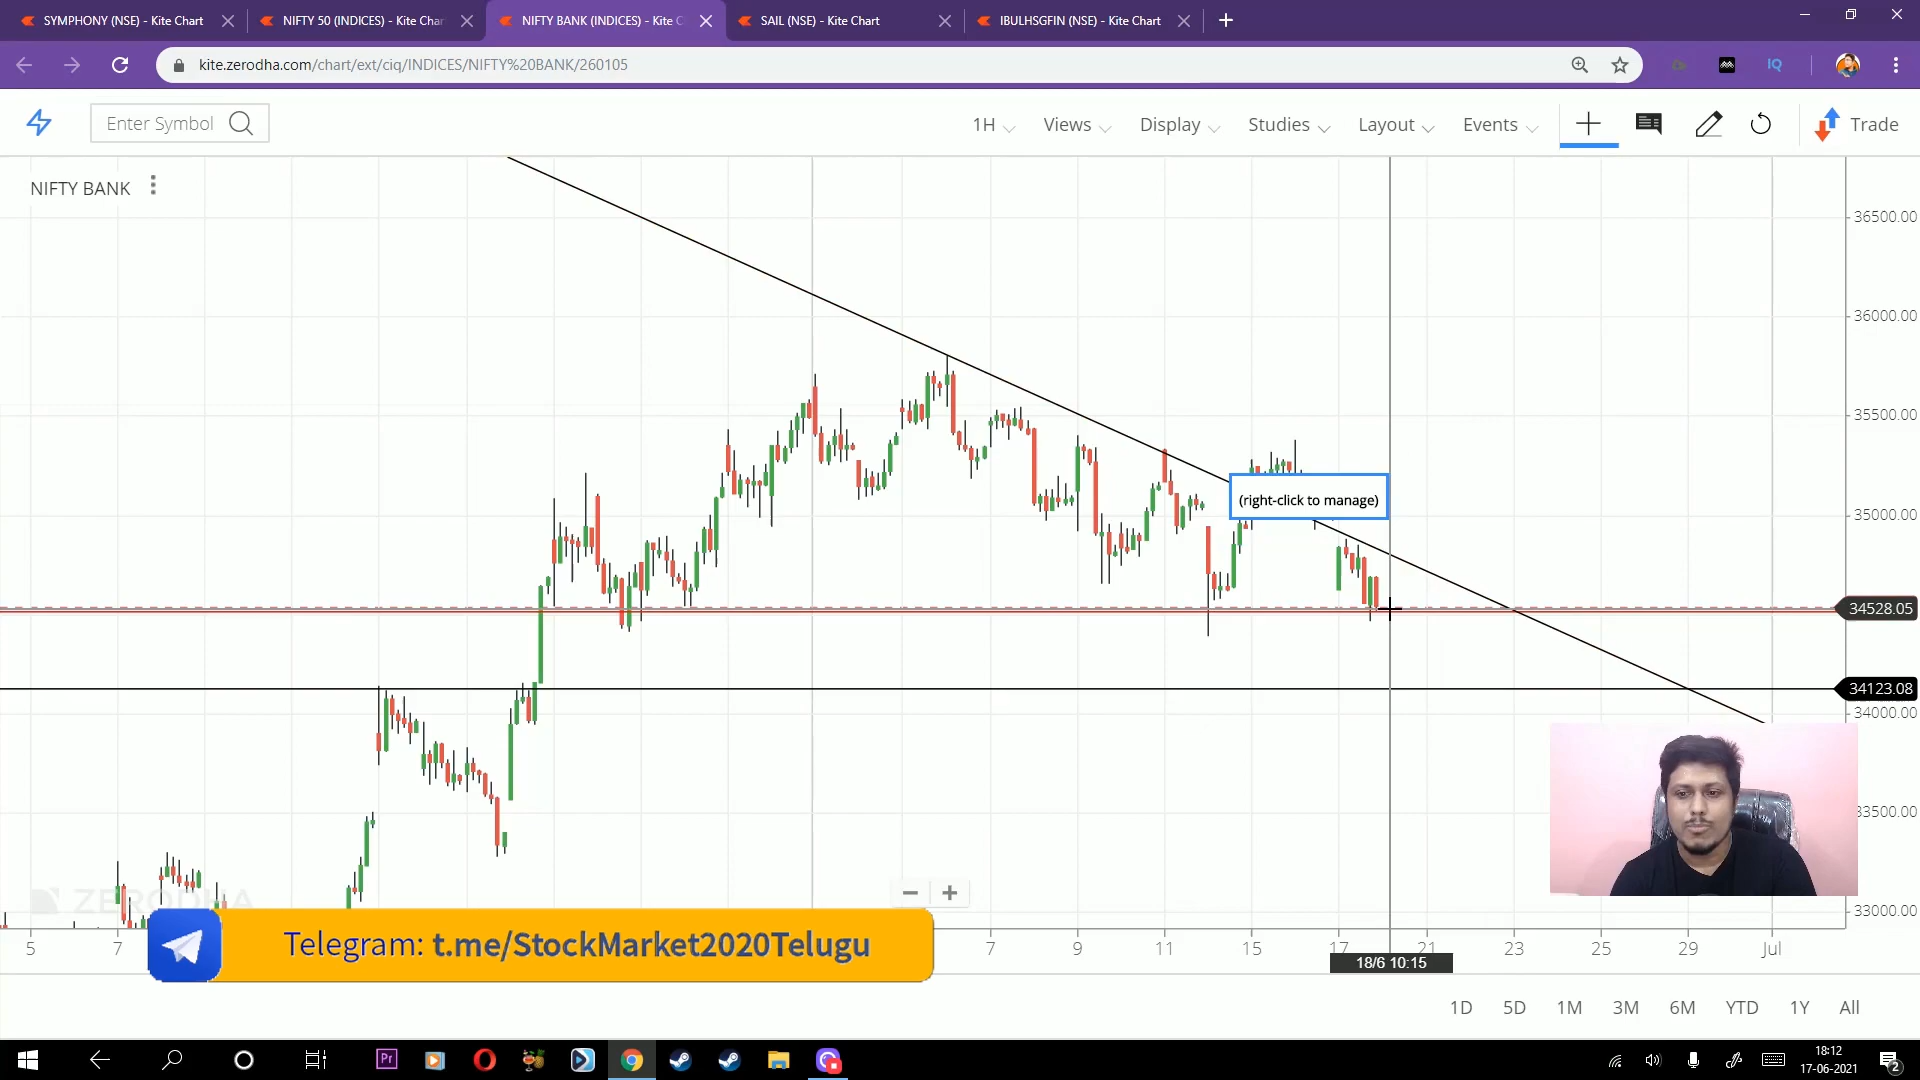 SYMPHONY (NSE) - Kite Chart
NIFTY 50 (INDICES) - Kite Char
NIFTY BANK (INDICES) - Kite C
SAIL (NSE) - Kite Chart
IBULHSGFIN (NSE) - Kite Chart
kite.zerodha.com/chart/ext/ciq/INDICES/NIFTY%20BANK/260105
IQ
Enter Symbol
1H
Views
Display
Studies
Layout
Events
Trade
NIFTY BANK
36500.00
36000.00
35500.00
(right-click to manage)
35000.00
34528.05
34123.08
34000.00
33500.00
33000.00
ZERODHA
Telegram: t.me/StockMarket2020Telugu
5 7 7 9 11 15 17 21 23 25 29 Jul
18/6 10:15
1D 5D 1M 3M 6M YTD 1Y All
Pr
18:12
17-06-2021
2